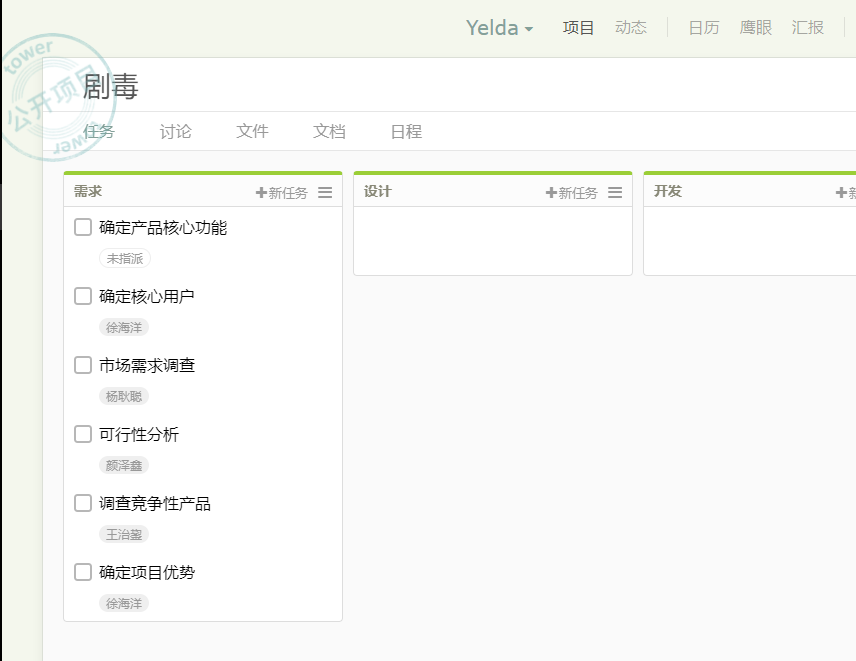 Yelda 项目 动态 日历 鹰眼 汇报
tower
公开项目
tower
剧毒
任务 讨论 文件 文档 日程
需求 +新任务
确定产品核心功能
未指派
确定核心用户
徐海洋
市场需求调查
杨耿聪
可行性分析
颜泽鑫
调查竞争性产品
王治鋆
确定项目优势
徐海洋
设计 +新任务
开发 +新